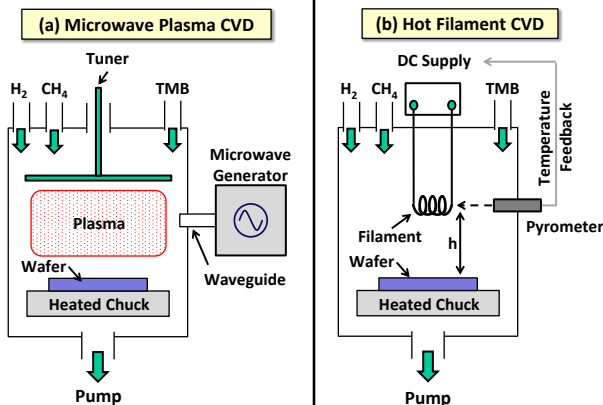 (a) Microwave Plasma CVD
Tuner
H2
CH4
TMB
Microwave
Generator
Plasma
Waveguide
Wafer
Heated Chuck
Pump
(b) Hot Filament CVD
DC Supply
H2
CH4
TMB
Temperature
Feedback
Filament
h
Pyrometer
Wafer
Heated Chuck
Pump